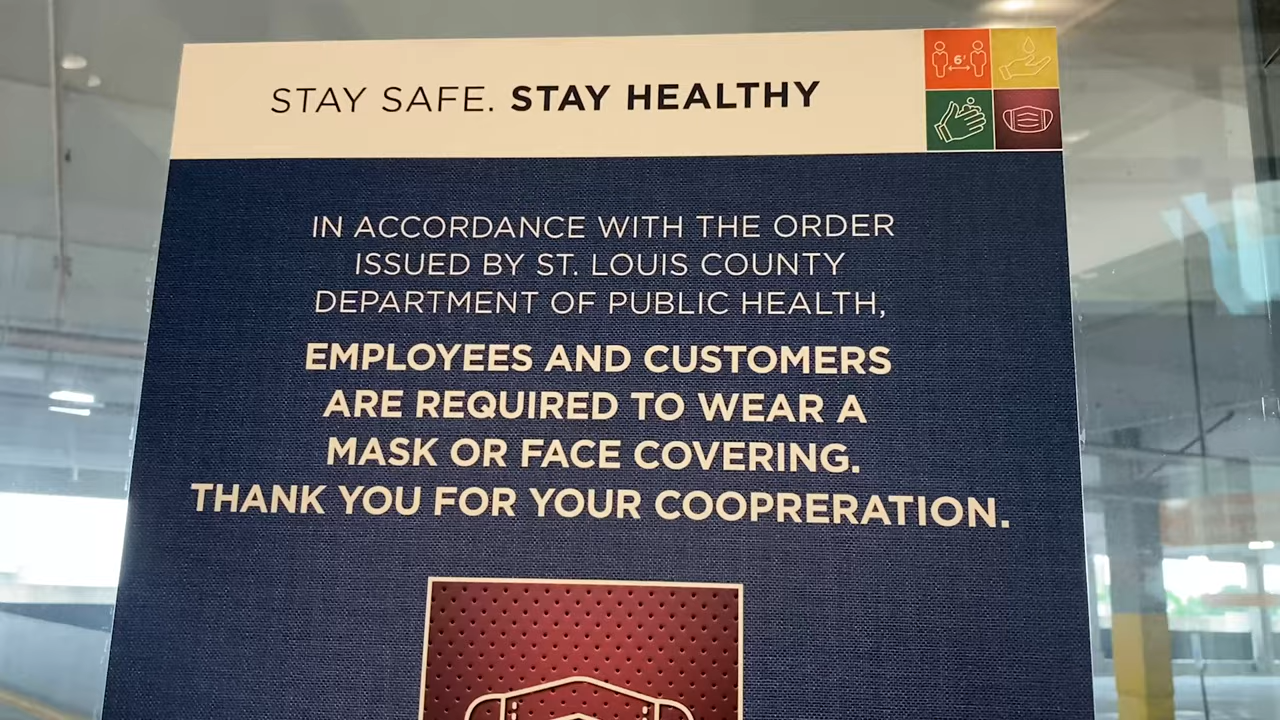 STAY SAFE. STAY HEALTHY
6'
IN ACCORDANCE WITH THE ORDER
ISSUED BY ST. LOUIS COUNTY
DEPARTMENT OF PUBLIC HEALTH,
EMPLOYEES AND CUSTOMERS
ARE REQUIRED TO WEAR A
MASK OR FACE COVERING.
THANK YOU FOR YOUR COOPRERATION.